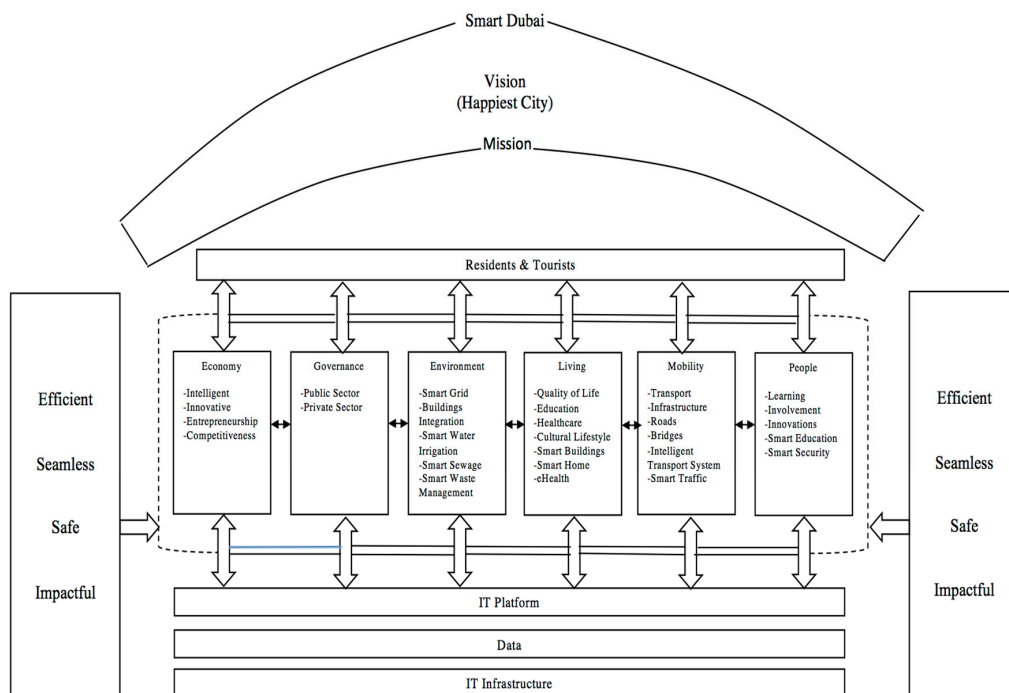 Smart Dubai
Vision
(Happiest City)
Mission
Residents & Tourists
Efficient
Seamless
Safe
Impactful
Economy
-Intelligent
-Innovative
-Entrepreneurship
-Competitiveness
Governance
-Public Sector
-Private Sector
Environment
-Smart Grid
-Buildings
Integration
-Smart Water
Irrigation
-Smart Sewage
-Smart Waste
Management
Living
-Quality of Life
-Education
-Healthcare
-Cultural Lifestyle
-Smart Buildings
-Smart Home
-eHealth
Mobility
-Transport
-Infrastructure
-Roads
-Bridges
-Intelligent
Transport System
-Smart Traffic
People
-Learning
-Involvement
-Innovations
-Smart Education
-Smart Security
Efficient
Seamless
Safe
Impactful
IT Platform
Data
IT Infrastructure